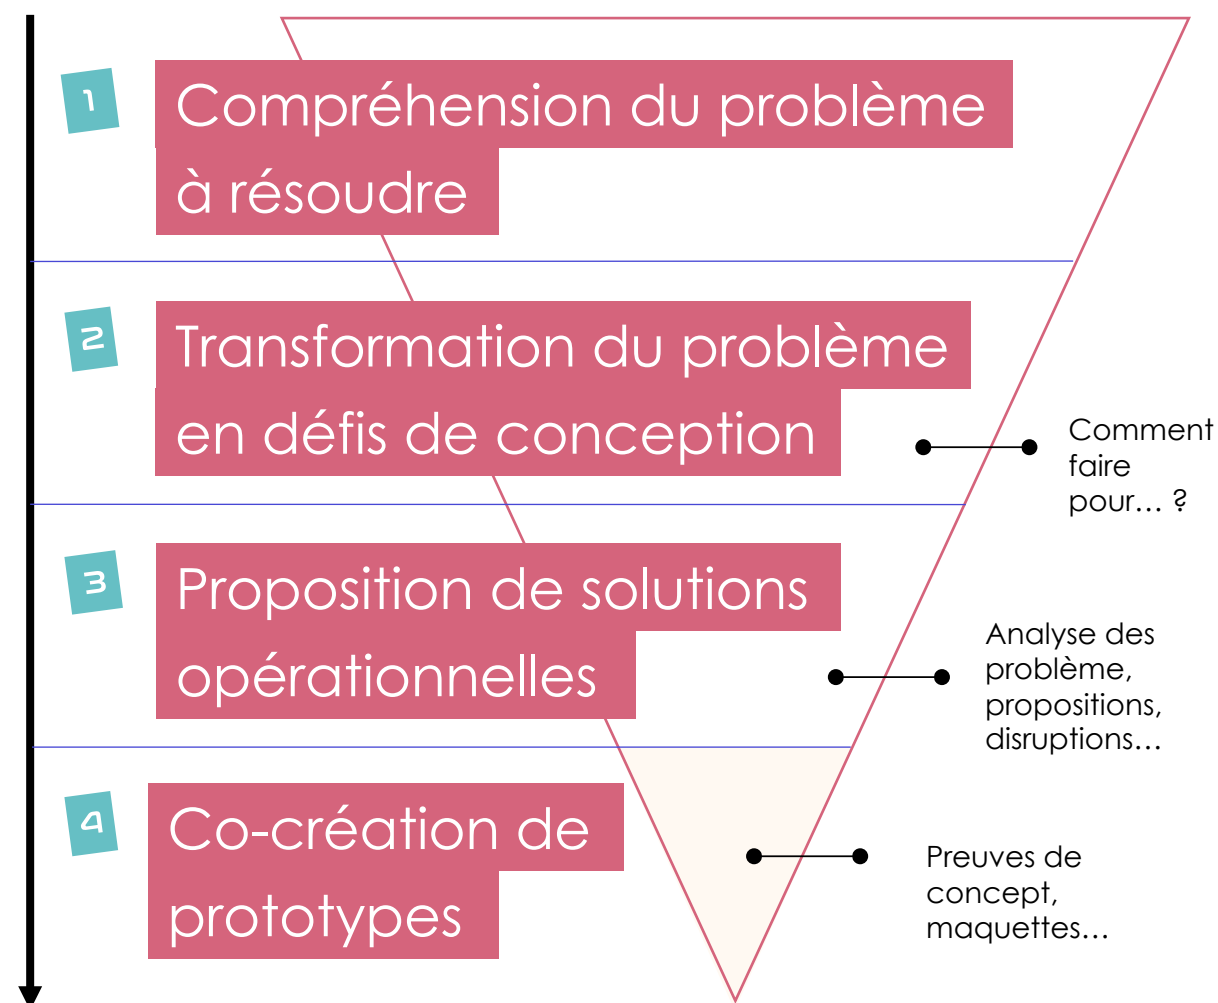 1
Compréhension du problème
à résoudre
2
Transformation du problème
en défis de conception
Comment
faire
pour… ?
3
Proposition de solutions
opérationnelles
Analyse des
problème,
propositions,
disruptions…
4
Co-création de
prototypes
Preuves de
concept,
maquettes…